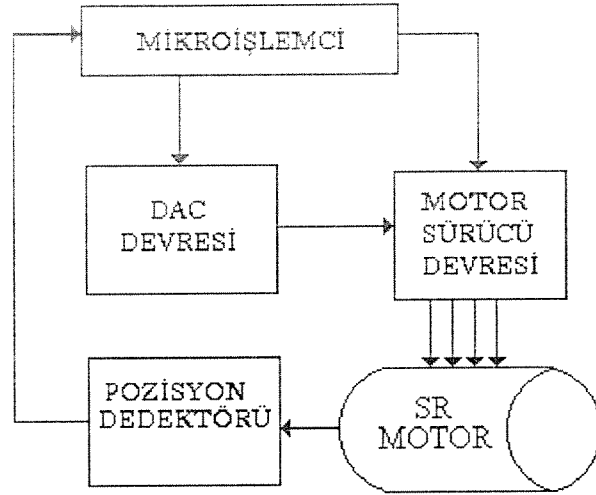 MİKROİŞLEMCİ
DAC
DEVRESİ
MOTOR
SÜRÜCÜ
DEVRESİ
POZİSYON
DEDEKTÖRÜ
SR
MOTOR